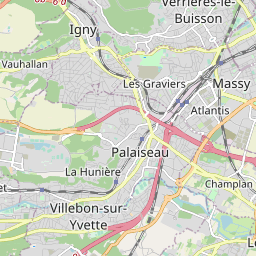 Verrières-le-
Buisson
Igny
Vauhallan
Les Graviers
Massy
Atlantis
Palaiseau
La Hunière
Champlan
Villebon-sur-
Yvette